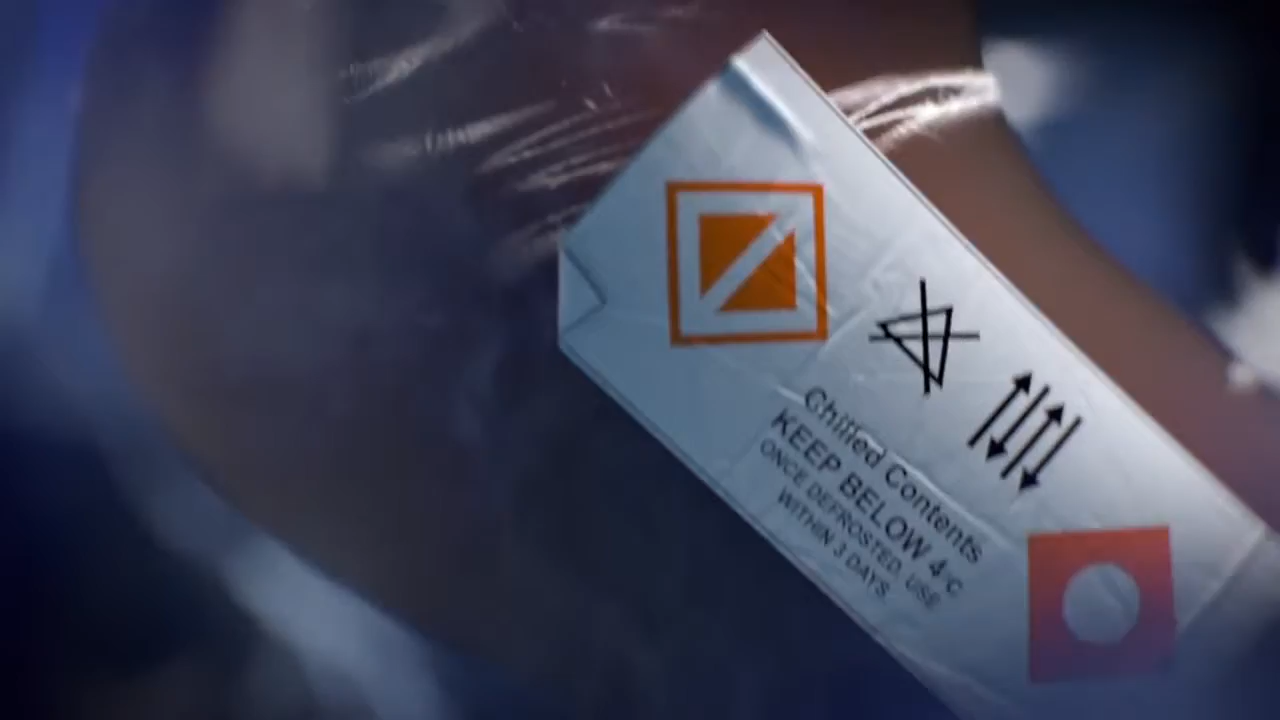 Chilled Contents
KEEP BELOW 4°C
ONCE DEFROSTED, USE
WITHIN 3 DAYS